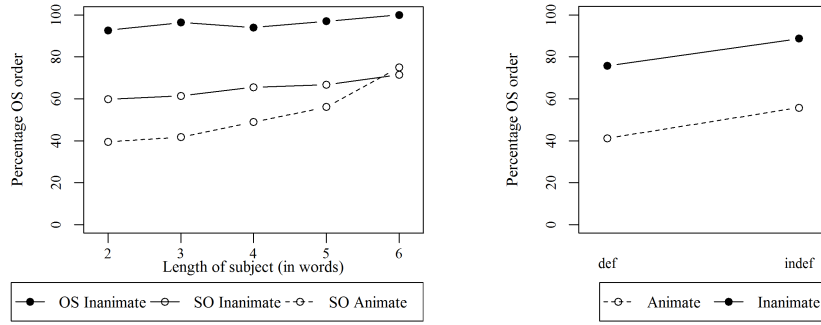 Percentage OS order
100
80
60
40
20
0
2 3 4 5 6
Length of subject (in words)
OS Inanimate SO Inanimate SO Animate
Percentage OS order
100
80
60
40
20
0
def indef
Animate Inanimate